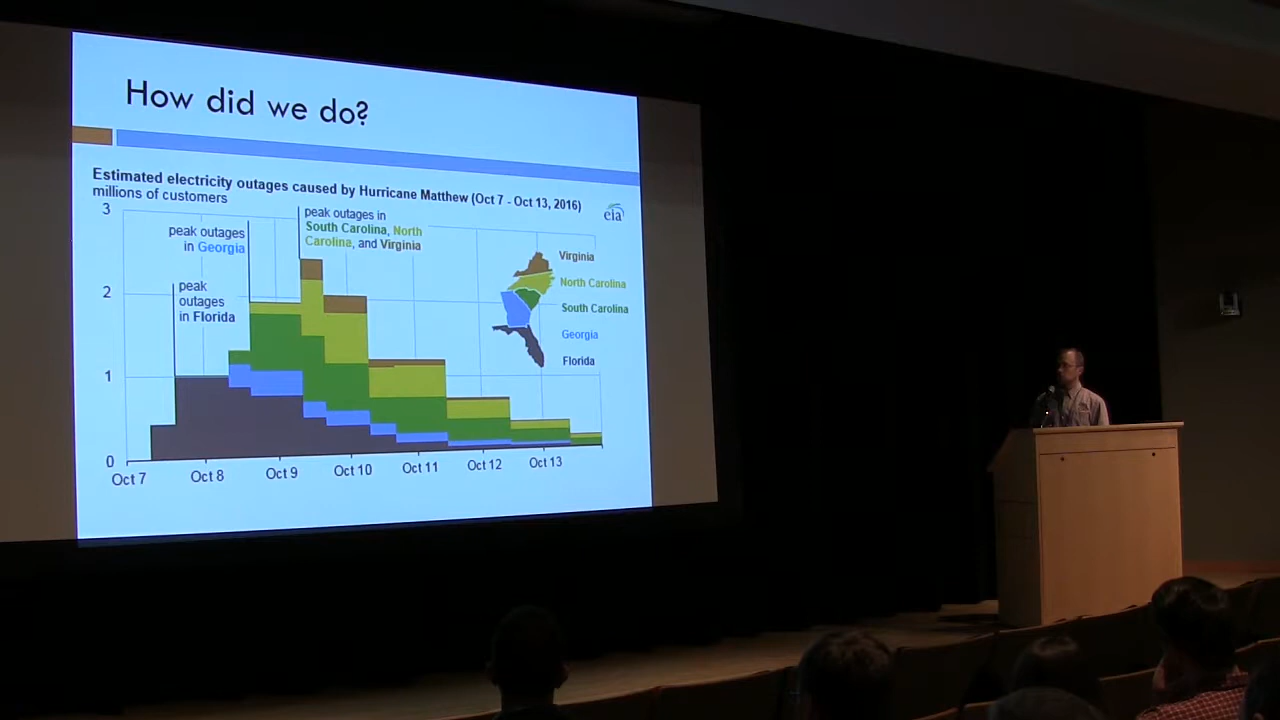 How did we do?
Estimated electricity outages caused by Hurricane Matthew (Oct 7 - Oct 13, 2016)
millions of customers
eia
3
2
1
0
peak outages
in Georgia
peak outages in
South Carolina, North
Carolina, and Virginia
peak
outages
in Florida
Virginia
North Carolina
South Carolina
Georgia
Florida
Oct 7
Oct 8
Oct 9
Oct 10
Oct 11
Oct 12
Oct 13